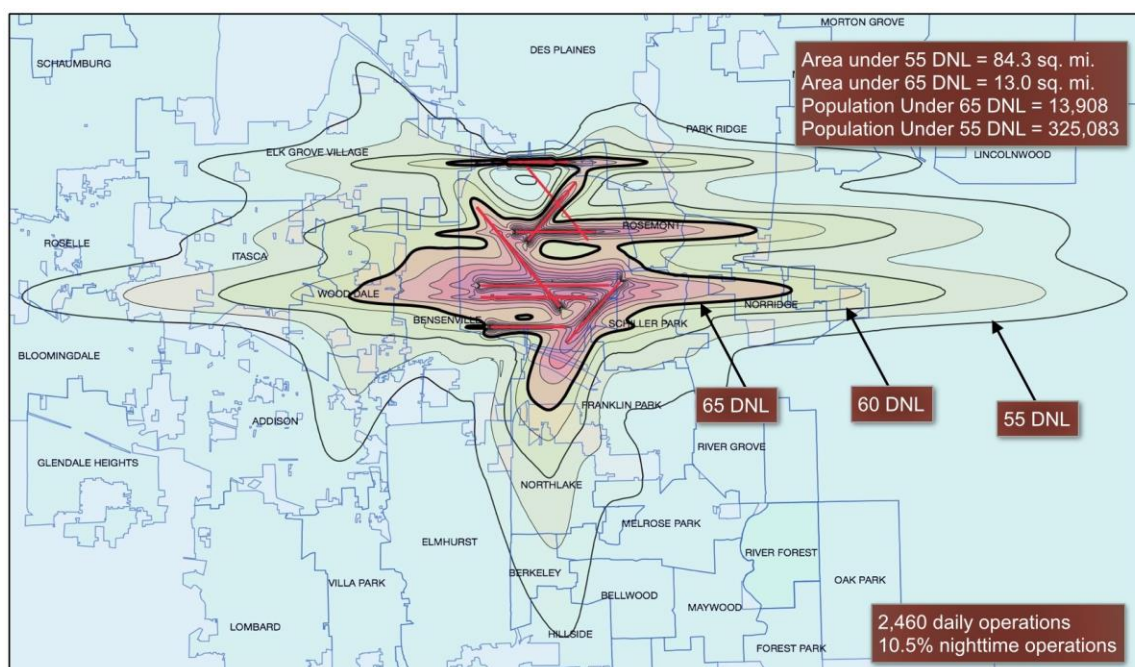 MORTON GROVE
DES PLAINES
SCHAUMBURG
Area under 55 DNL = 84.3 sq. mi.
Area under 65 DNL = 13.0 sq. mi.
Population Under 65 DNL = 13,908
Population Under 55 DNL = 325,083
PARK RIDGE
ELK GROVE VILLAGE
LINCOLNWOOD
ROSEMONT
ROSELLE
ITASCA
WOOD DALE
NORRIDGE
BENSENVILLE
SCHILLER PARK
BLOOMINGDALE
65 DNL
60 DNL
55 DNL
FRANKLIN PARK
ADDISON
RIVER GROVE
GLENDALE HEIGHTS
NORTHLAKE
MELROSE PARK
ELMHURST
RIVER FOREST
BERKELEY
VILLA PARK
OAK PARK
BELLWOOD
MAYWOOD
2,460 daily operations
10.5% nighttime operations
LOMBARD
HILLSIDE
FOREST PARK